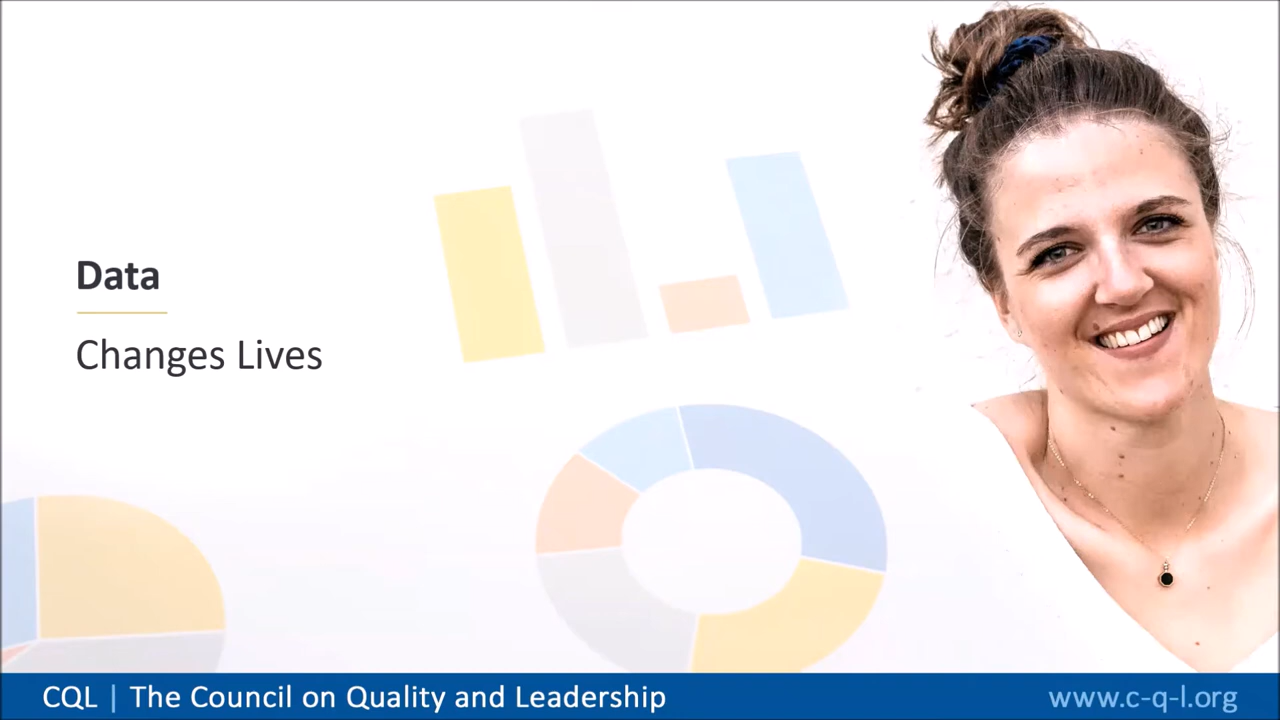 Data
Changes Lives
CQL | The Council on Quality and Leadership
www.c-q-l.org